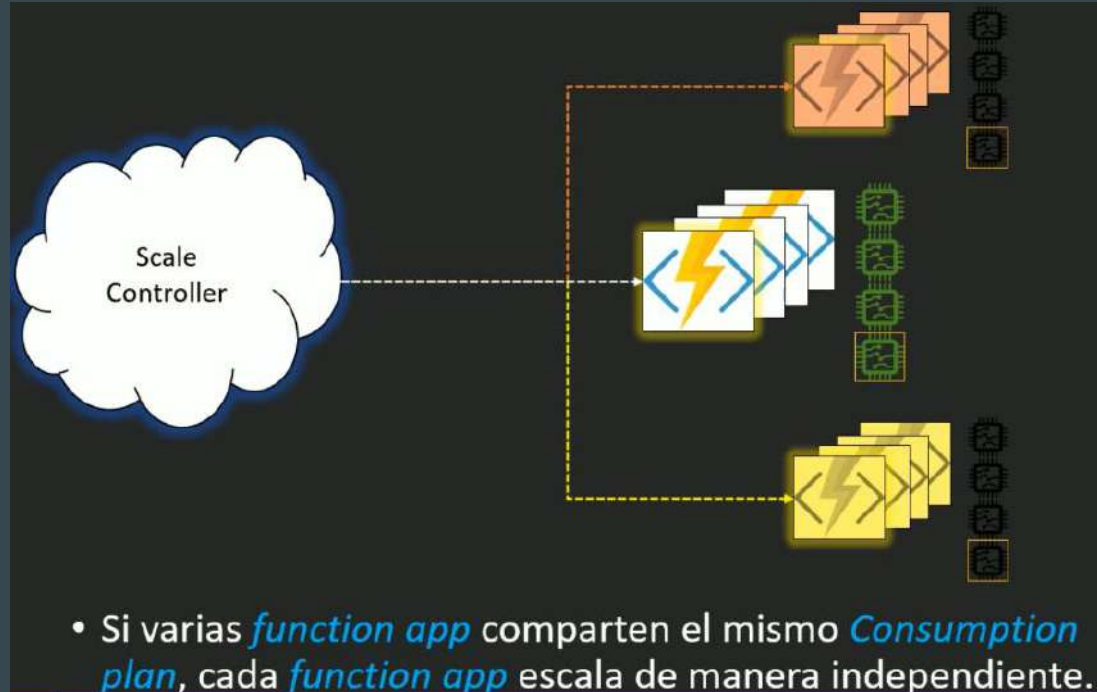 Scale
Controller
• Si varias function app comparten el mismo Consumption
plan, cada function app escala de manera independiente.